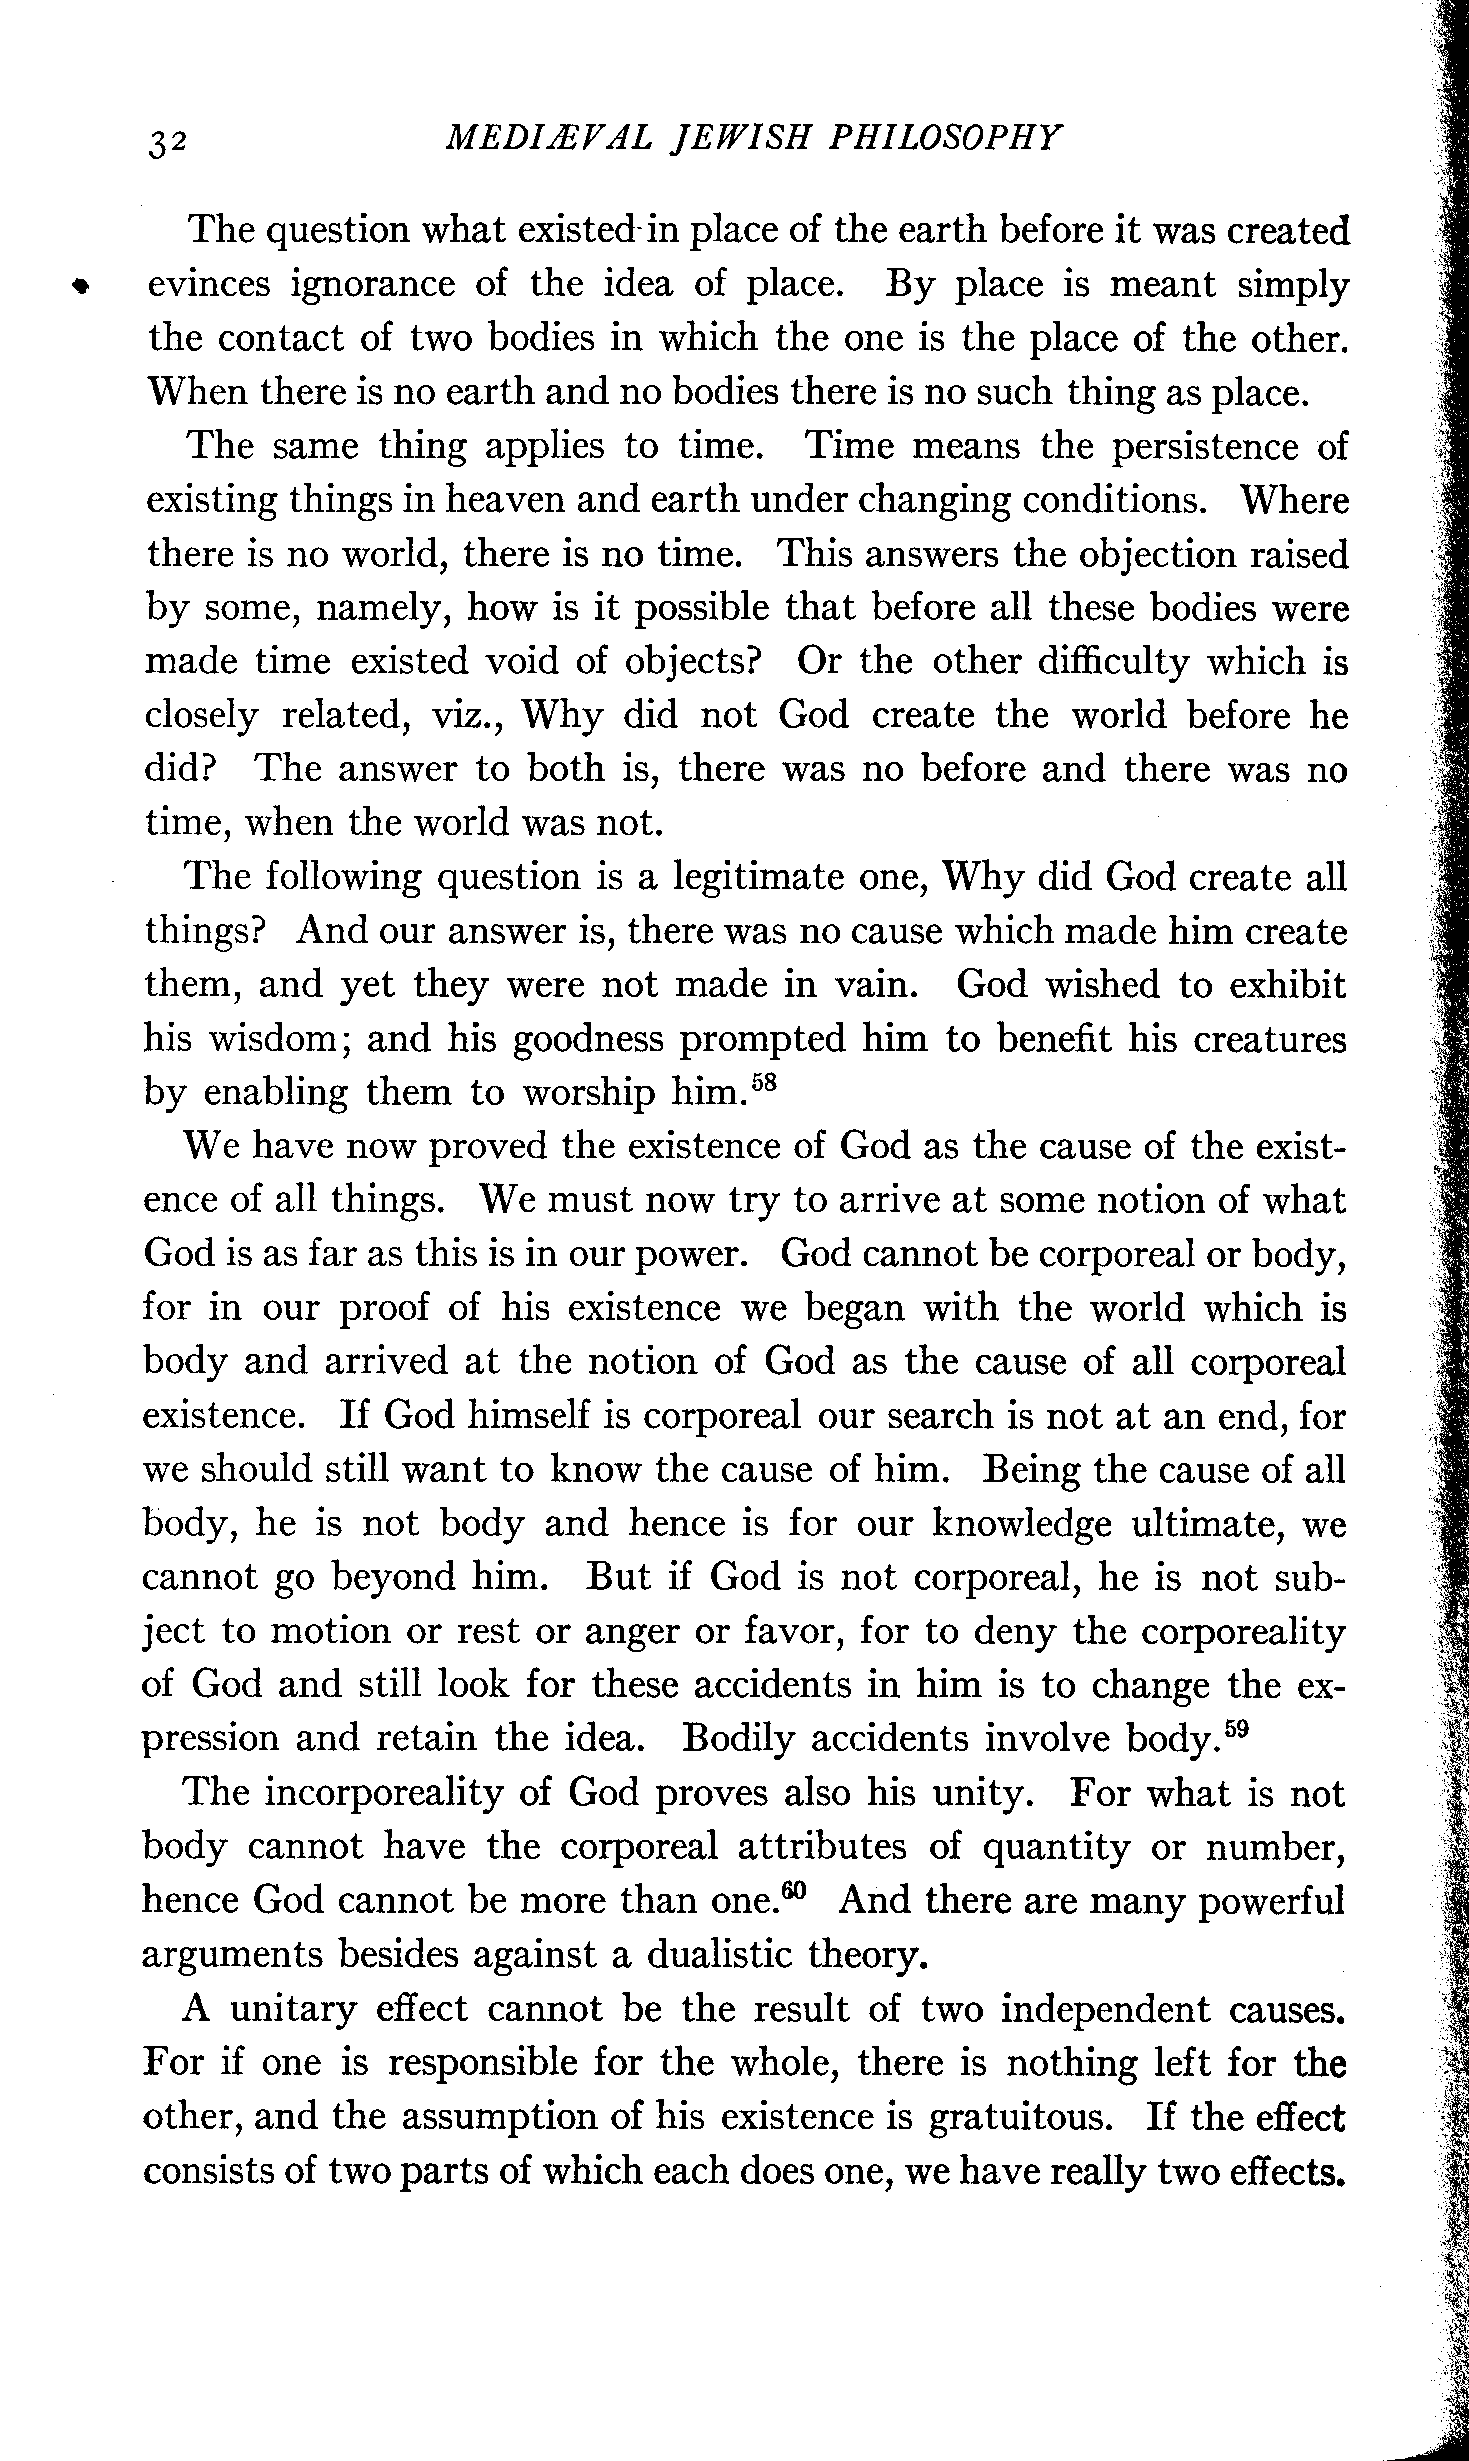 32 MEDIÆVAL JEWISH PHILOSOPHY
The question what existed in place of the earth before it was created
evinces ignorance of the idea of place. By place is meant simply
the contact of two bodies in which the one is the place of the other.
When there is no earth and no bodies there is no such thing as place.
The same thing applies to time. Time means the persistence of
existing things in heaven and earth under changing conditions. Where
there is no world, there is no time. This answers the objection raised
by some, namely, how is it possible that before all these bodies were
made time existed void of objects? Or the other difficulty which is
closely related, viz., Why did not God create the world before he
did? The answer to both is, there was no before and there was no
time, when the world was not.
The following question is a legitimate one, Why did God create all
things? And our answer is, there was no cause which made him create
them, and yet they were not made in vain. God wished to exhibit
his wisdom; and his goodness prompted him to benefit his creatures
by enabling them to worship him.⁵⁸
We have now proved the existence of God as the cause of the exist-
ence of all things. We must now try to arrive at some notion of what
God is as far as this is in our power. God cannot be corporeal or body,
for in our proof of his existence we began with the world which is
body and arrived at the notion of God as the cause of all corporeal
existence. If God himself is corporeal our search is not at an end, for
we should still want to know the cause of him. Being the cause of all
body, he is not body and hence is for our knowledge ultimate, we
cannot go beyond him. But if God is not corporeal, he is not sub-
ject to motion or rest or anger or favor, for to deny the corporeality
of God and still look for these accidents in him is to change the ex-
pression and retain the idea. Bodily accidents involve body.⁵⁹
The incorporeality of God proves also his unity. For what is not
body cannot have the corporeal attributes of quantity or number,
hence God cannot be more than one.⁶⁰ And there are many powerful
arguments besides against a dualistic theory.
A unitary effect cannot be the result of two independent causes.
For if one is responsible for the whole, there is nothing left for the
other, and the assumption of his existence is gratuitous. If the effect
consists of two parts of which each does one, we have really two effects.